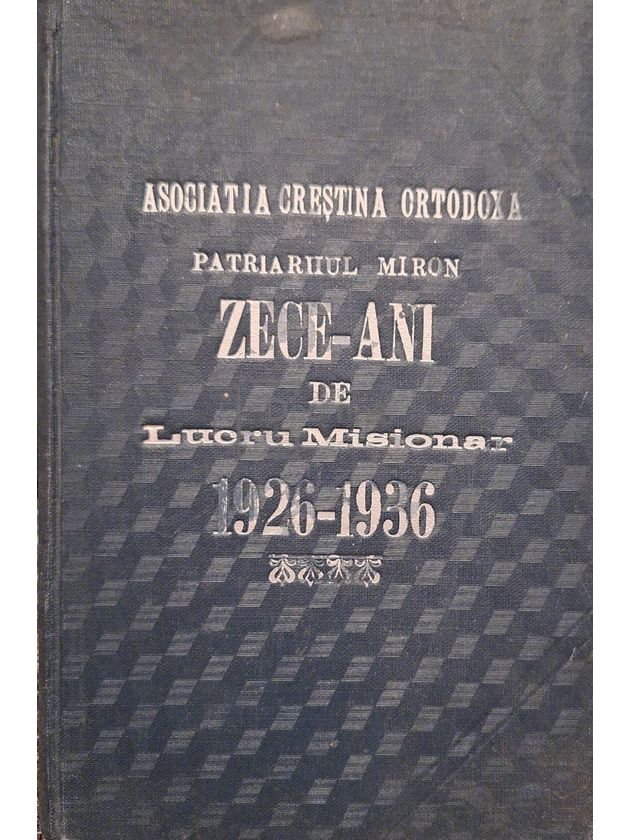 ASOCIATIA CREȘTINA ORTODOXA
PATRIARHUL MIRON
ZECE-ANI
DE
Lucru Misionar
1926-1936